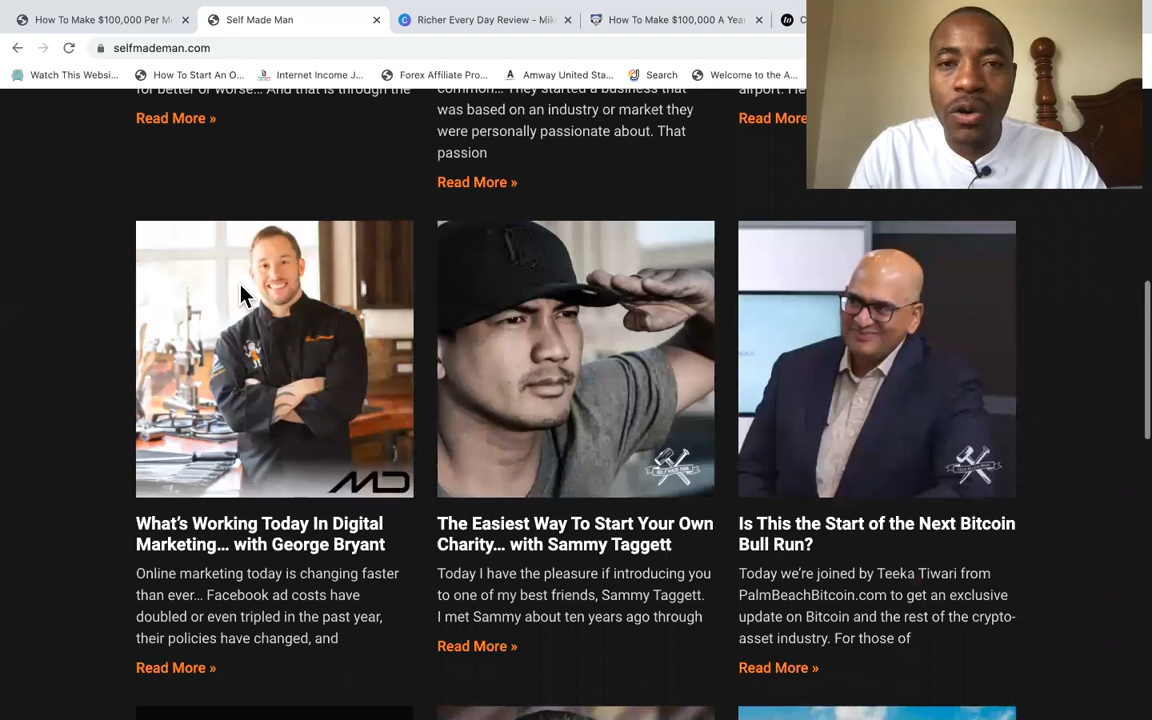 How To Make $100,000 Per M
Self Made Man
Richer Every Day Review - Mik
How To Make $100,000 A Yea
selfmademan.com
Watch This Websi...
How To Start An O...
Internet Income J...
Forex Affiliate Pro...
Amway United Sta...
Search
Welcome to the A...
for better or worse... And that is through the
Read More »
common... They started a business that
was based on an industry or market they
were personally passionate about. That
passion
Read More »
airport. He
Read More
MD
What's Working Today In Digital
Marketing... with George Bryant
Online marketing today is changing faster
than ever... Facebook ad costs have
doubled or even tripled in the past year,
their policies have changed, and
Read More »
The Easiest Way To Start Your Own
Charity... with Sammy Taggett
Today I have the pleasure if introducing you
to one of my best friends, Sammy Taggett.
I met Sammy about ten years ago through
Read More »
Is This the Start of the Next Bitcoin
Bull Run?
Today we're joined by Teeka Tiwari from
PalmBeachBitcoin.com to get an exclusive
update on Bitcoin and the rest of the crypto-
asset industry. For those of
Read More »